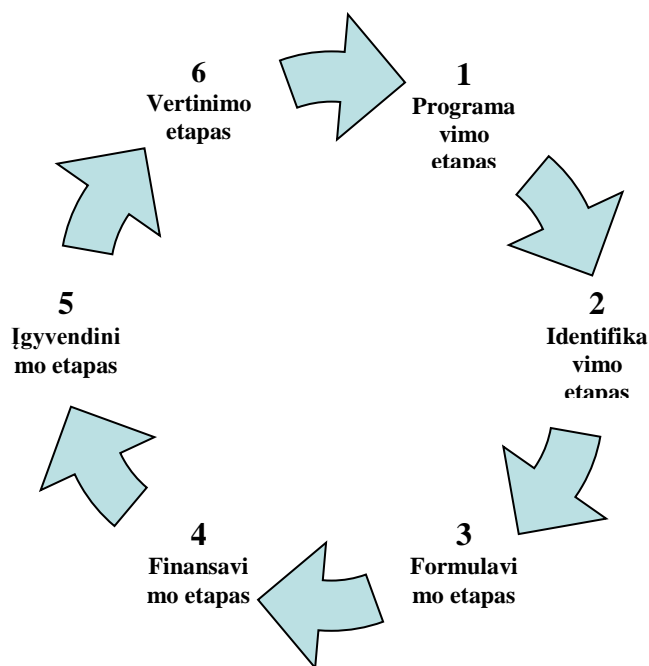 1
Programa
vimo
etapas
2
Identifika
vimo
etapas
3
Formulavi
mo etapas
4
Finansavi
mo etapas
5
Įgyvendini
mo etapas
6
Vertinimo
etapas